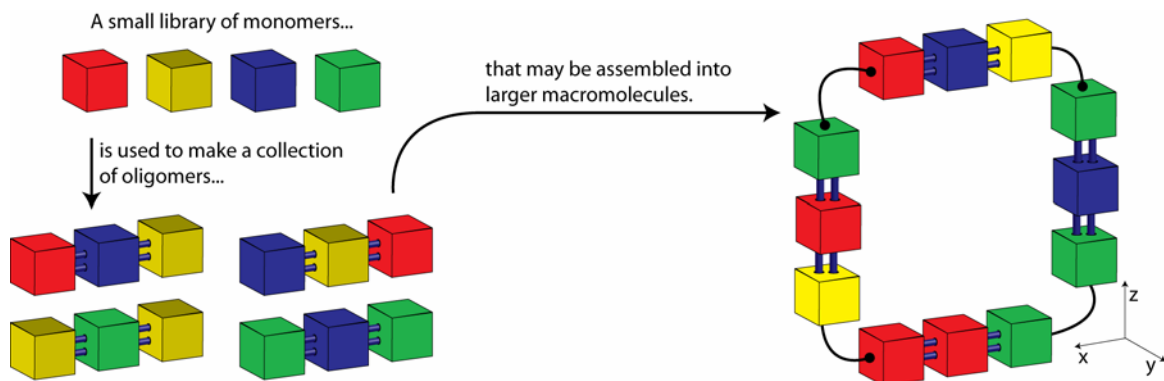 A small library of monomers...
is used to make a collection
of oligomers...
that may be assembled into
larger macromolecules.
z
x
y